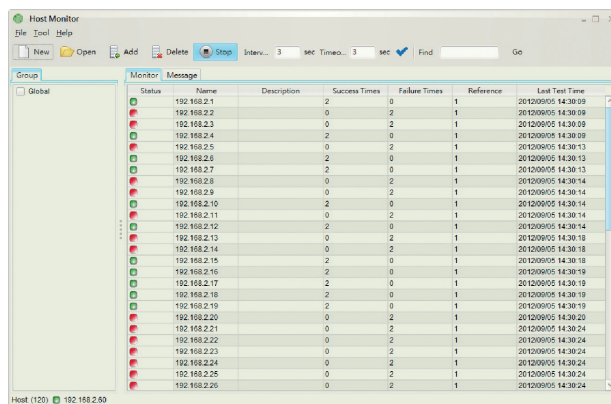 Host Monitor
File Tool Help
New Open Add Delete Stop Interv... 3 sec Timeo... 3 sec Find Go
Group Monitor Message
Global Status Name Description Success Times Failure Times Reference Last Test Time
192.168.2.1 2 0 1 2012/09/05 14:30:09
192.168.2.2 0 2 1 2012/09/05 14:30:09
192.168.2.3 0 2 1 2012/09/05 14:30:09
192.168.2.4 2 0 1 2012/09/05 14:30:09
192.168.2.5 0 2 1 2012/09/05 14:30:13
192.168.2.6 2 0 1 2012/09/05 14:30:13
192.168.2.7 2 0 1 2012/09/05 14:30:13
192.168.2.8 0 2 1 2012/09/05 14:30:14
192.168.2.9 0 2 1 2012/09/05 14:30:14
192.168.2.10 2 0 1 2012/09/05 14:30:14
192.168.2.11 0 2 1 2012/09/05 14:30:14
192.168.2.12 2 0 1 2012/09/05 14:30:14
192.168.2.13 0 2 1 2012/09/05 14:30:18
192.168.2.14 0 2 1 2012/09/05 14:30:18
192.168.2.15 2 0 1 2012/09/05 14:30:18
192.168.2.16 2 0 1 2012/09/05 14:30:19
192.168.2.17 2 0 1 2012/09/05 14:30:19
192.168.2.18 2 0 1 2012/09/05 14:30:19
192.168.2.19 2 0 1 2012/09/05 14:30:19
192.168.2.20 0 2 1 2012/09/05 14:30:20
192.168.2.21 0 2 1 2012/09/05 14:30:24
192.168.2.22 0 2 1 2012/09/05 14:30:24
192.168.2.23 0 2 1 2012/09/05 14:30:24
192.168.2.24 0 2 1 2012/09/05 14:30:24
192.168.2.25 0 2 1 2012/09/05 14:30:24
192.168.2.26 0 2 1 2012/09/05 14:30:24
Host (120) 192.168.2.60